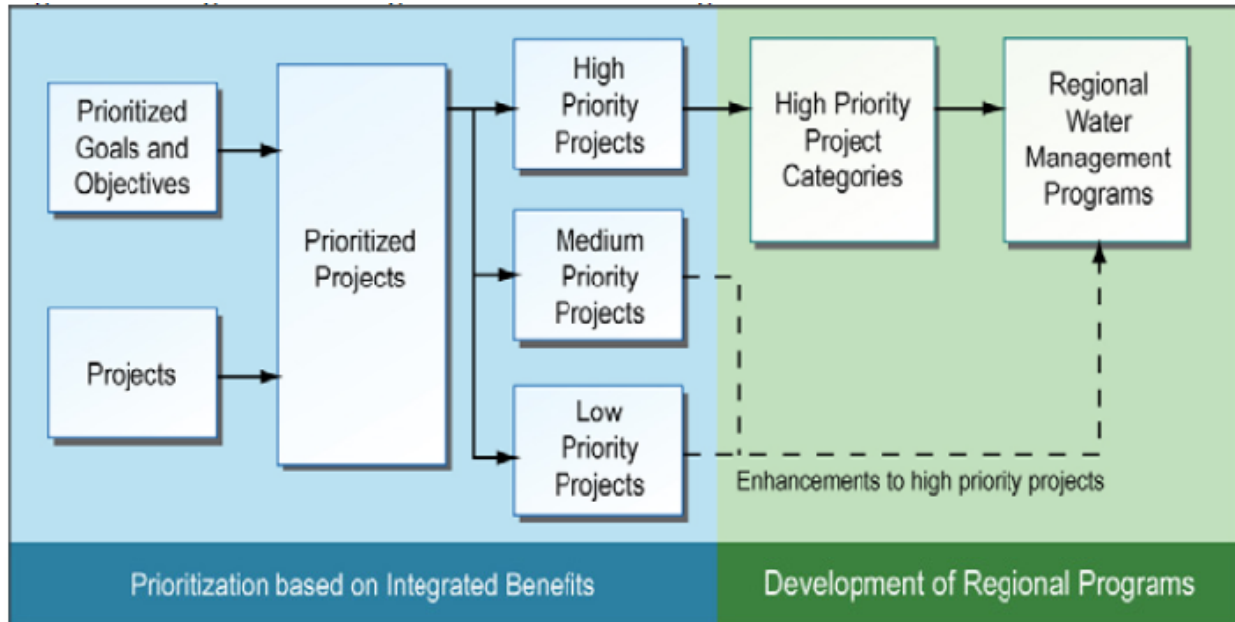 Prioritized
Goals and
Objectives
Projects
Prioritized
Projects
High
Priority
Projects
Medium
Priority
Projects
Low
Priority
Projects
High Priority
Project
Categories
Regional
Water
Management
Programs
Enhancements to high priority projects
Prioritization based on Integrated Benefits
Development of Regional Programs